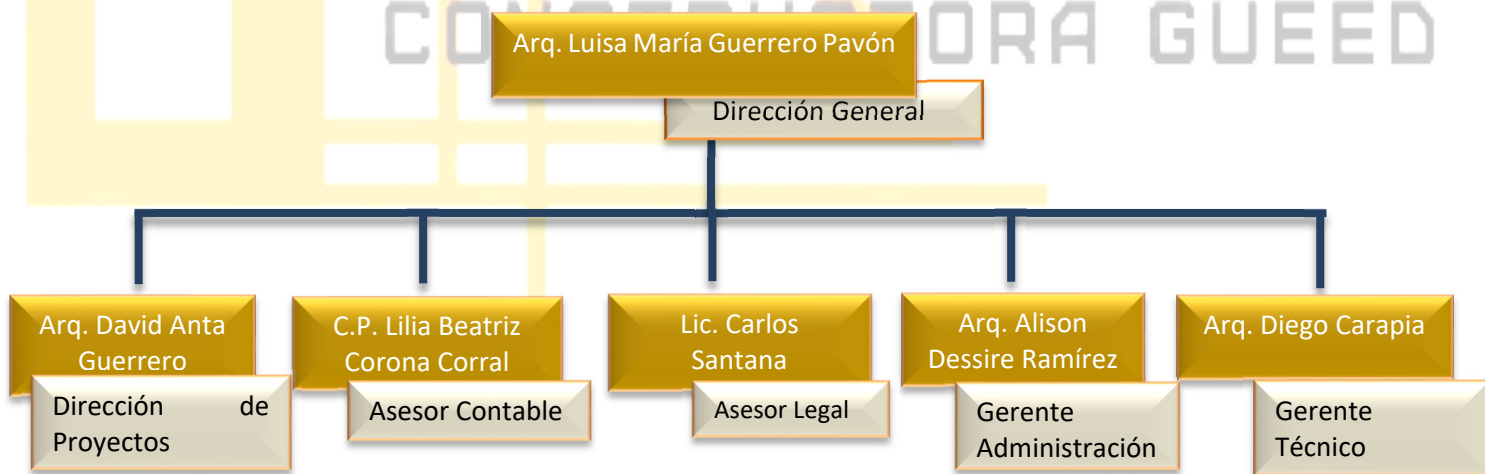 CONSTRUCTORA GUEED
Arq. Luisa María Guerrero Pavón
Dirección General
Arq. David Anta
Guerrero
Dirección de
Proyectos
C.P. Lilia Beatriz
Corona Corral
Asesor Contable
Lic. Carlos
Santana
Asesor Legal
Arq. Alison
Dessire Ramírez
Gerente
Administración
Arq. Diego Carapia
Gerente
Técnico